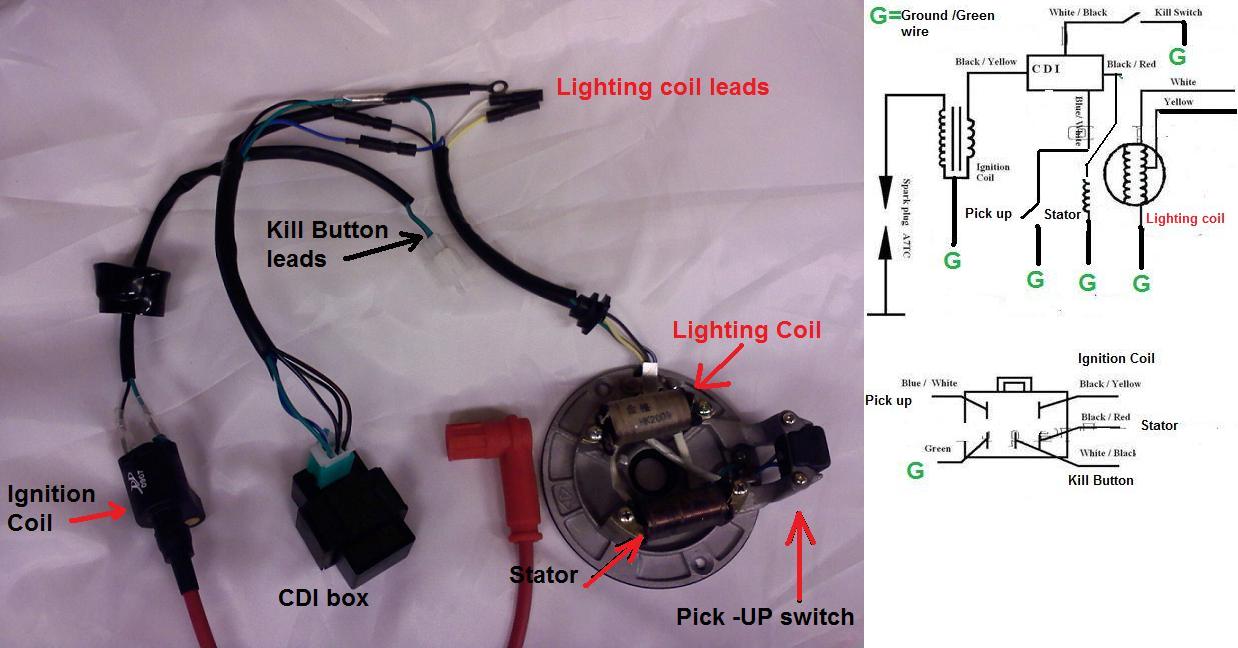 Lighting coil leads
Kill Button
leads
Lighting Coil
Ignition
Coil
Stator
CDI box
Pick -UP switch
HK2009
G=Ground /Green
wire
White / Black
Kill Switch
G
Black / Yellow
CDI
Black / Red
White
Yellow
Blue/ White
Ignition
Coil
Spark plug A7TC
Pick up
Stator
Lighting coil
G
G
G
G
Ignition Coil
Blue / White
Black / Yellow
Pick up
Black / Red
Stator
Green
White / Black
G
Kill Button